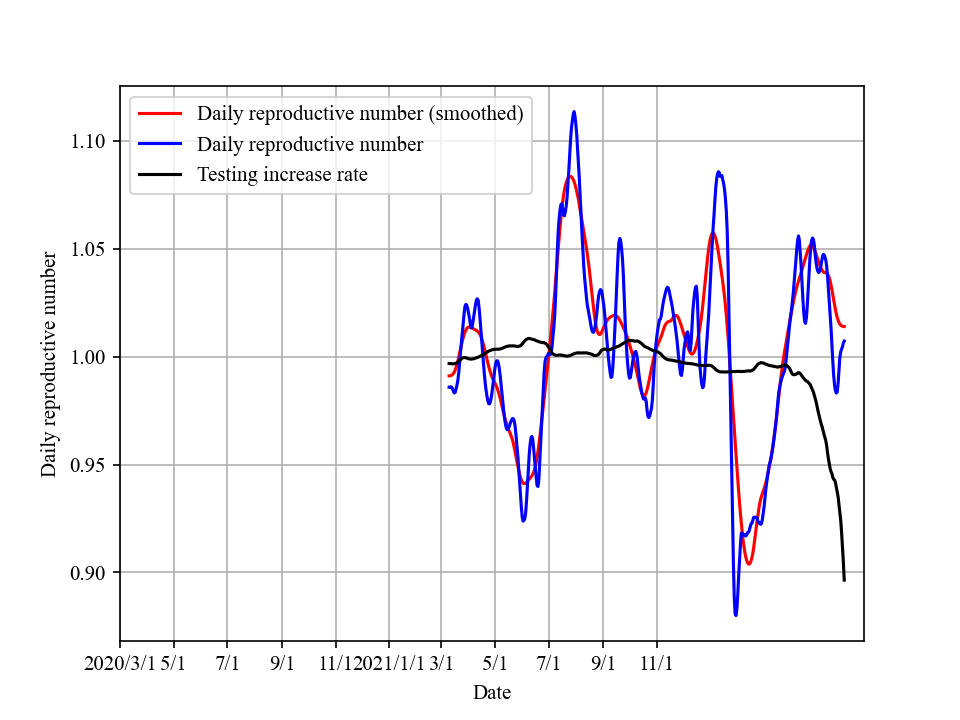 Daily reproductive number (smoothed)
Daily reproductive number
Testing increase rate
1.10
1.05
1.00
0.95
0.90
Daily reproductive number
2020/3/1 5/1 7/1 9/1 11/1 2021/1/1 3/1 5/1 7/1 9/1 11/1
Date